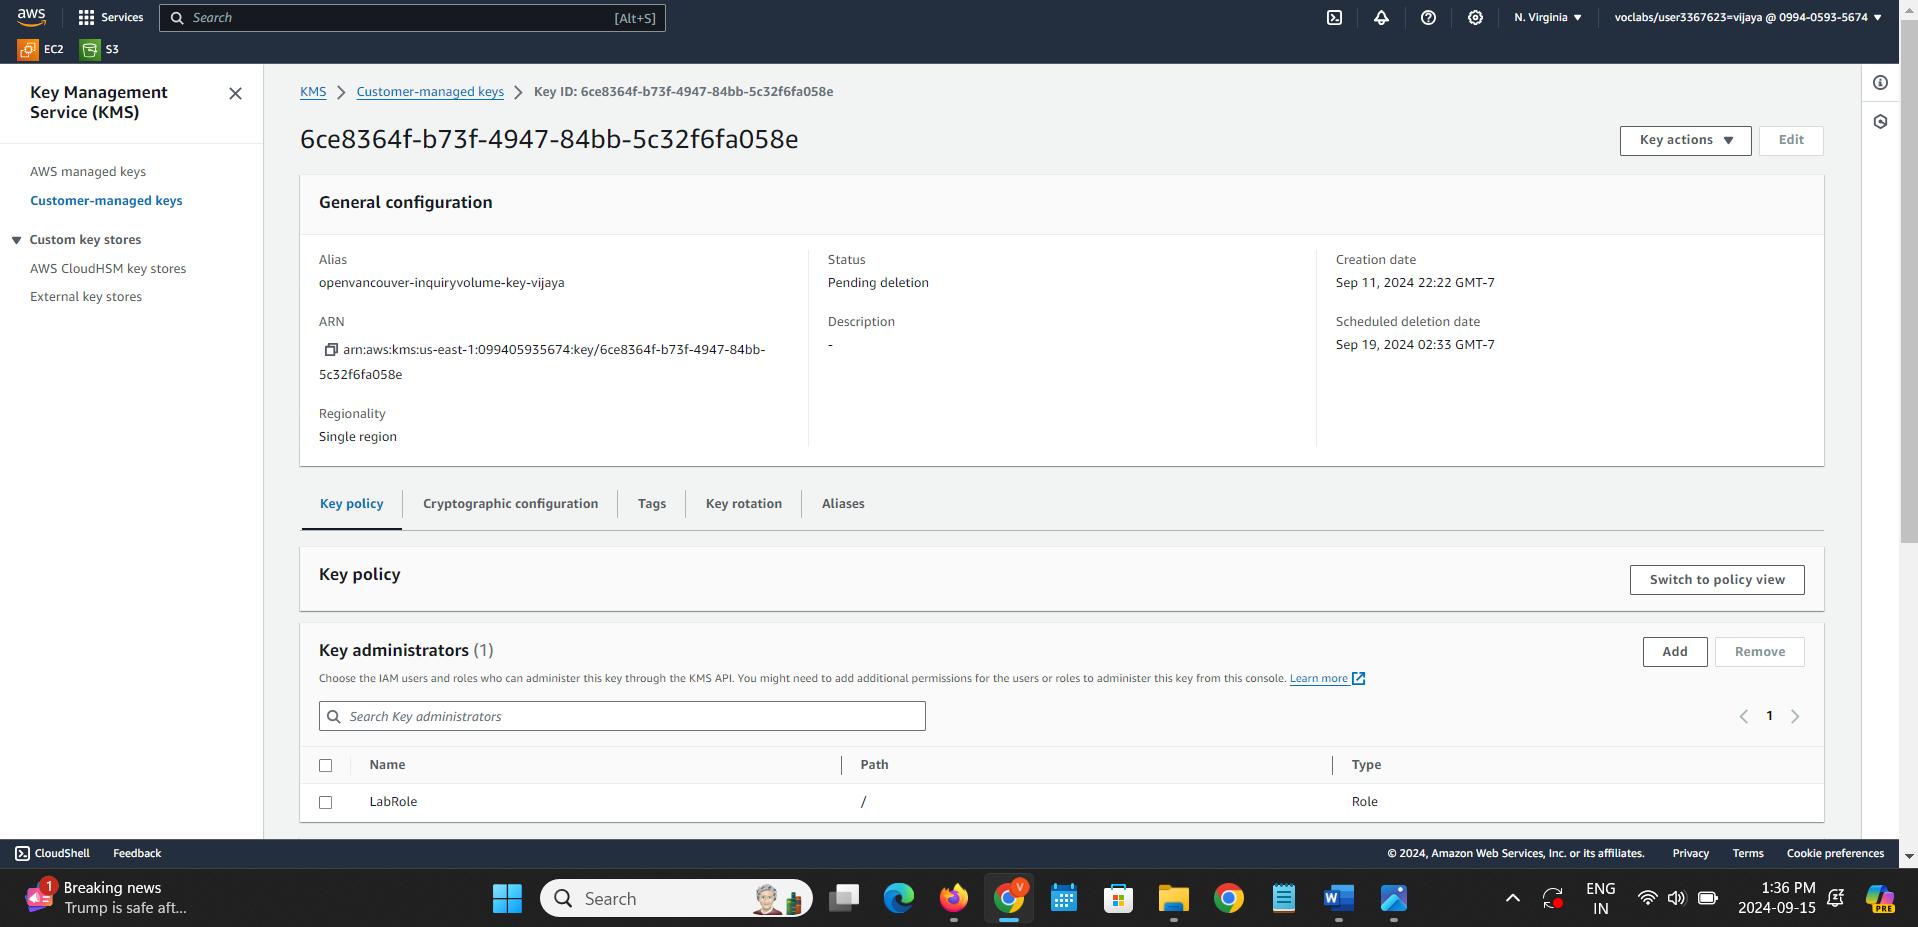 aws
Services
Search
[Alt+S]
N. Virginia
voclabs/user3367623=vijaya @ 0994-0593-5674
EC2
S3
Key Management
Service (KMS)
AWS managed keys
Customer-managed keys
Custom key stores
AWS CloudHSM key stores
External key stores
KMS
Customer-managed keys
Key ID: 6ce8364f-b73f-4947-84bb-5c32f6fa058e
6ce8364f-b73f-4947-84bb-5c32f6fa058e
Key actions
Edit
General configuration
Alias
openvancouver-inquiryvolume-key-vijaya
ARN
arn:aws:kms:us-east-1:099405935674:key/6ce8364f-b73f-4947-84bb-
5c32f6fa058e
Regionality
Single region
Status
Pending deletion
Description
-
Creation date
Sep 11, 2024 22:22 GMT-7
Scheduled deletion date
Sep 19, 2024 02:33 GMT-7
Key policy
Cryptographic configuration
Tags
Key rotation
Aliases
Key policy
Switch to policy view
Key administrators (1)
Add
Remove
Choose the IAM users and roles who can administer this key through the KMS API. You might need to add additional permissions for the users or roles to administer this key from this console. Learn more
Search Key administrators
1
Name
Path
Type
LabRole
/
Role
CloudShell
Feedback
© 2024, Amazon Web Services, Inc. or its affiliates.
Privacy
Terms
Cookie preferences
1
Breaking news
Trump is safe aft...
Search
V
W
ENG
IN
1:36 PM
2024-09-15
PRE